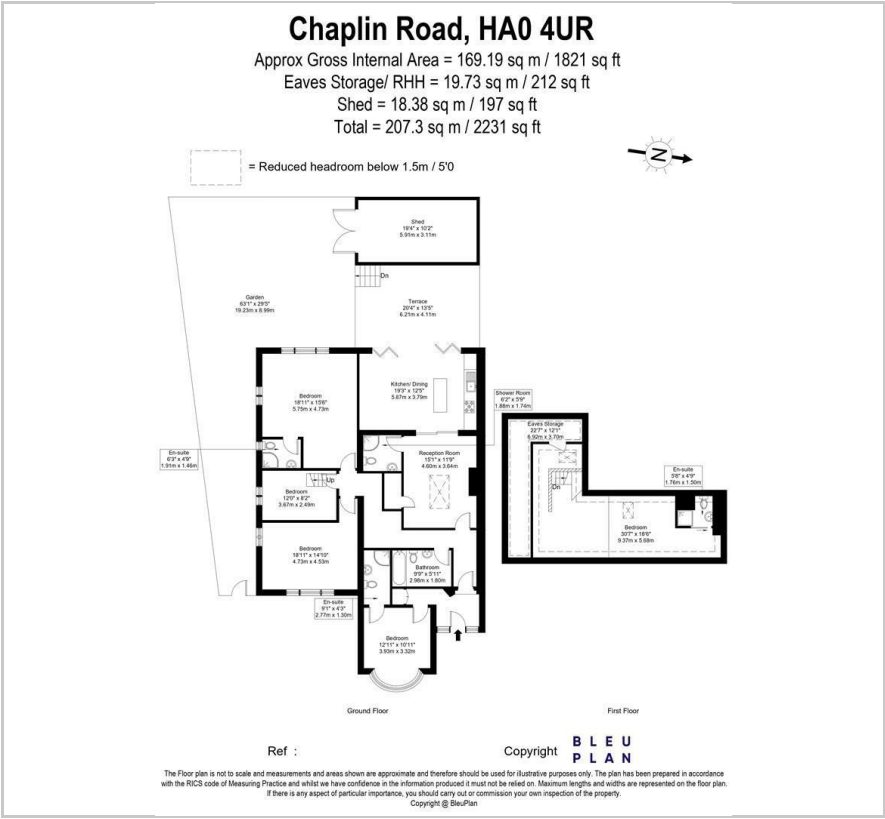 Chaplin Road, HA0 4UR
Approx Gross Internal Area = 169.19 sq m / 1821 sq ft
Eaves Storage/ RHH = 19.73 sq m / 212 sq ft
Shed = 18.38 sq m / 197 sq ft
Total = 207.3 sq m / 2231 sq ft
= Reduced headroom below 1.5m / 5'0
N
Shed
19'4" x 10'2"
5.91m x 3.11m
Dn
Garden
63'1" x 29'5"
19.23m x 8.99m
Terrace
20'4" x 13'5"
6.21m x 4.11m
Bedroom
18'11" x 15'6"
5.75m x 4.73m
Kitchen/ Dining
19'3" x 12'5"
5.87m x 3.79m
Shower Room
6'2" x 5'9"
1.88m x 1.74m
En-suite
6'3" x 4'9"
1.91m x 1.46m
Reception Room
15'1" x 11'9"
4.60m x 3.64m
Eaves Storage
22'7" x 12'1"
6.92m x 3.70m
Up
Bedroom
12'0" x 8'2"
3.67m x 2.49m
Dn
En-suite
5'8" x 4'9"
1.76m x 1.50m
Bedroom
30'7" x 18'6"
9.37m x 5.68m
Bedroom
18'11" x 14'10"
4.73m x 4.53m
Bathroom
9'9" x 5'11"
2.98m x 1.80m
En-suite
9'1" x 4'3"
2.77m x 1.30m
Bedroom
12'11" x 10'11"
3.93m x 3.32m
Ground Floor
First Floor
Ref :
Copyright
BLEU
PLAN
The Floor plan is not to scale and measurements and areas shown are approximate and therefore should be used for illustrative purposes only. The plan has been prepared in accordance
with the RICS code of Measuring Practice and whilst we have confidence in the information produced it must not be relied on. Maximum lengths and widths are represented on the floor plan.
If there is any aspect of particular importance, you should carry out or commission your own inspection of the property.
Copyright @ BleuPlan